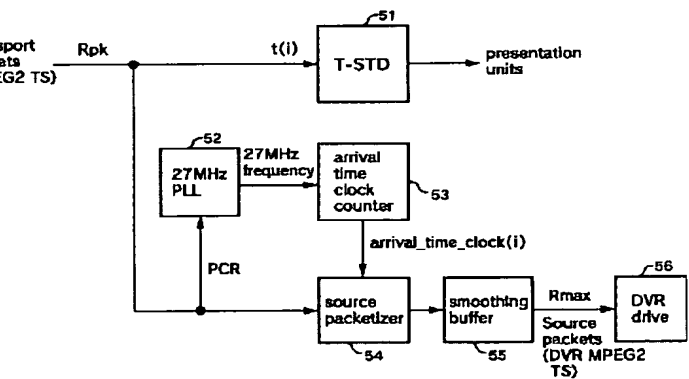 51
sport
ets
EG2 TS)
Rpk
t(i)
T-STD
presentation
units
52
27MHz
PLL
27MHz
frequency
arrival
time
clock
counter
53
arrival_time_clock(i)
PCR
source
packetizer
54
smoothing
buffer
55
Rmax
Source
packets
(DVR MPEG2
TS)
56
DVR
drive